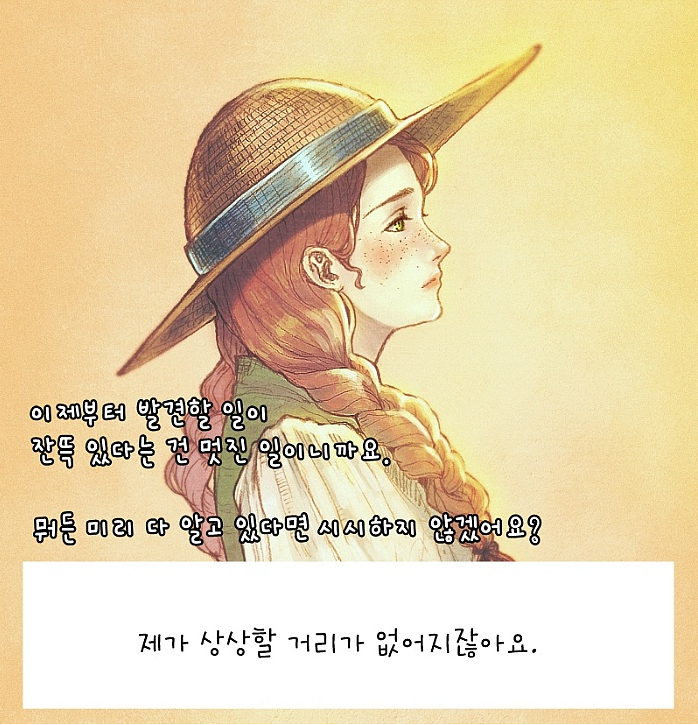 이제부터 발견할 일이
잔뜩 있다는 건 멋진 일이니까요.
뭐든 미리 다 알고 있다면 시시하지 않겠어요?
제가 상상할 거리가 없어지잖아요.